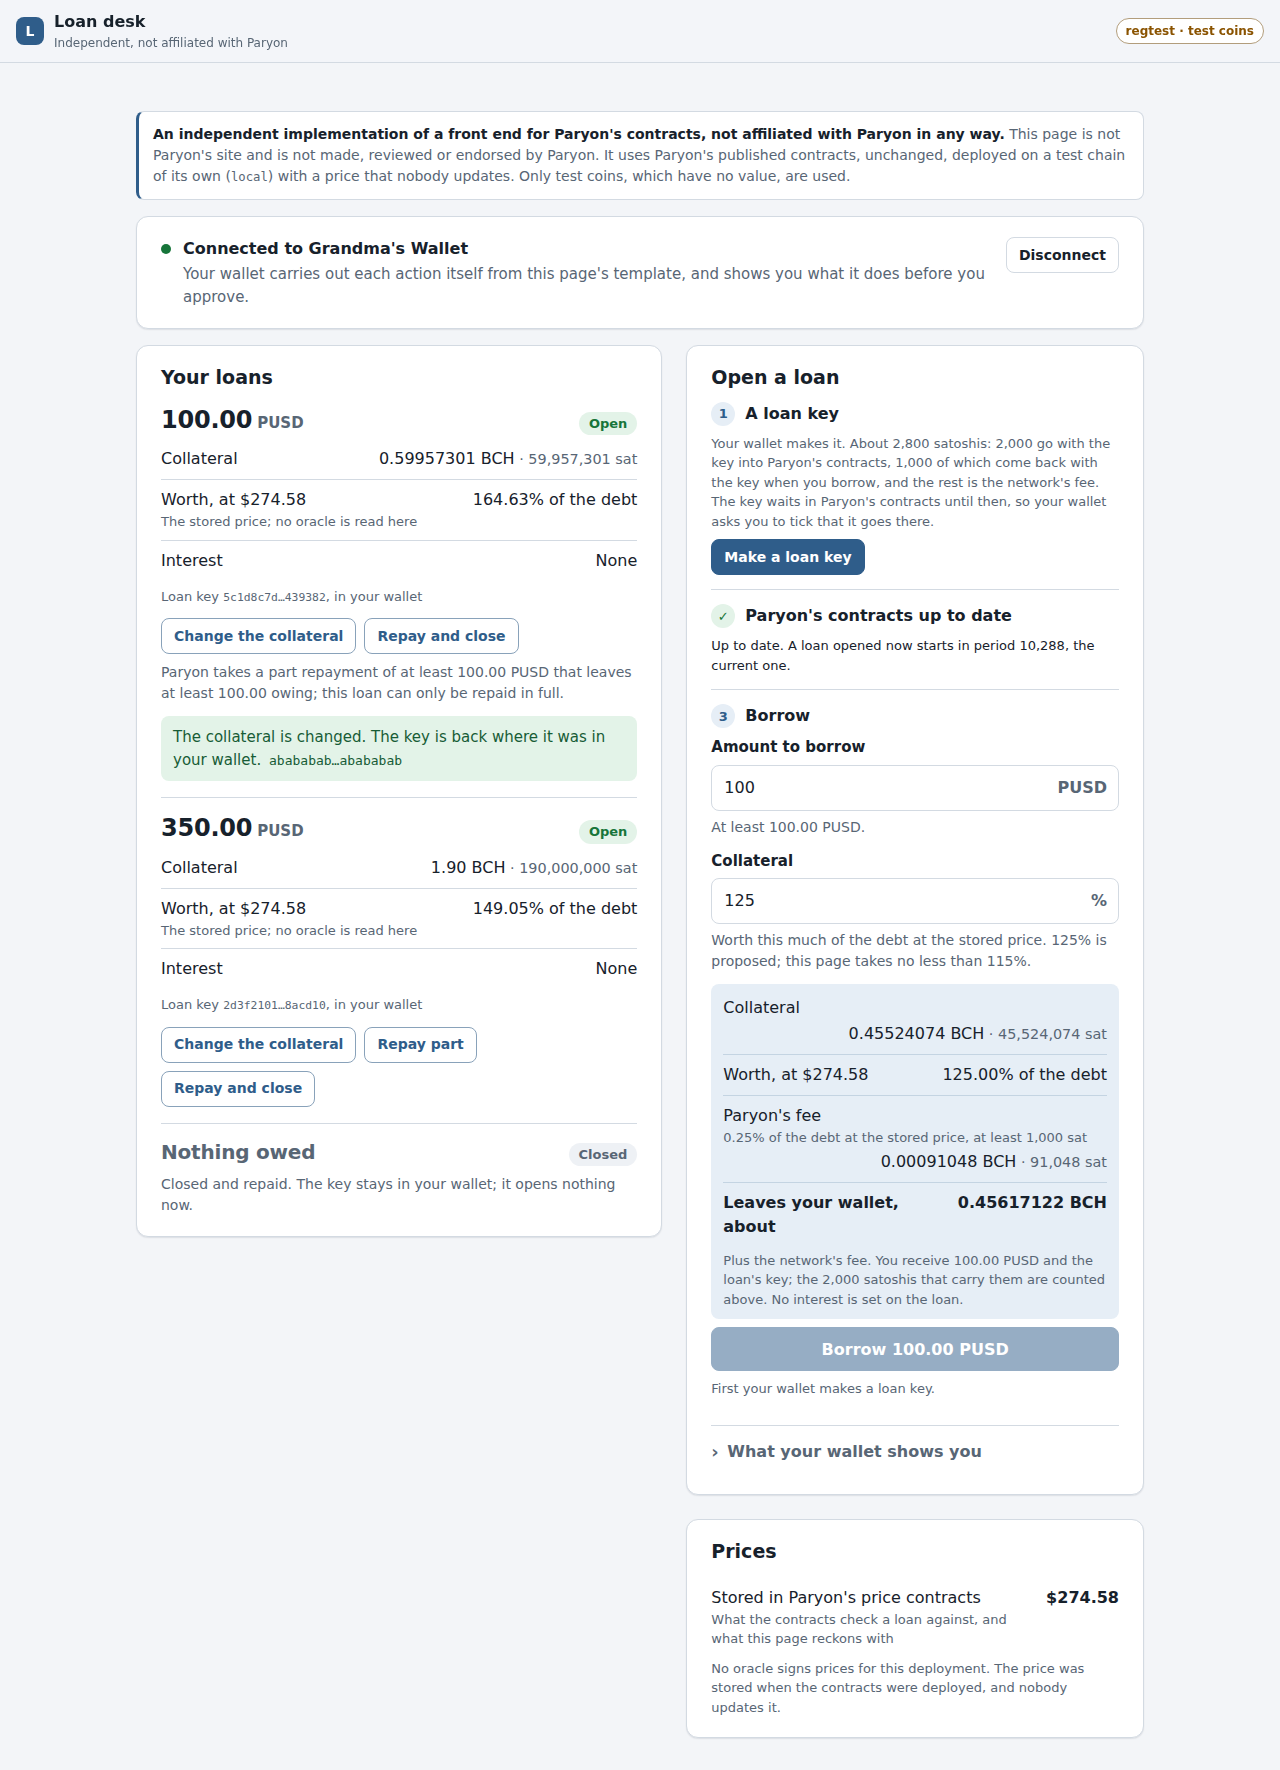 L
Loan desk
Independent, not affiliated with Paryon
regtest · test coins
An independent implementation of a front end for Paryon's contracts, not affiliated with Paryon in any way. This page is not
Paryon's site and is not made, reviewed or endorsed by Paryon. It uses Paryon's published contracts, unchanged, deployed on a test chain
of its own (local) with a price that nobody updates. Only test coins, which have no value, are used.
Connected to Grandma's Wallet
Your wallet carries out each action itself from this page's template, and shows you what it does before you
approve.
Disconnect
Your loans
100.00 PUSD
Open
Collateral
0.59957301 BCH · 59,957,301 sat
Worth, at $274.58
164.63% of the debt
The stored price; no oracle is read here
Interest
None
Loan key 5c1d8c7d…439382, in your wallet
Change the collateral
Repay and close
Paryon takes a part repayment of at least 100.00 PUSD that leaves
at least 100.00 owing; this loan can only be repaid in full.
The collateral is changed. The key is back where it was in
your wallet. abababab…abababab
350.00 PUSD
Open
Collateral
1.90 BCH · 190,000,000 sat
Worth, at $274.58
149.05% of the debt
The stored price; no oracle is read here
Interest
None
Loan key 2d3f2101…8acd10, in your wallet
Change the collateral
Repay part
Repay and close
Nothing owed
Closed
Closed and repaid. The key stays in your wallet; it opens nothing
now.
Open a loan
1
A loan key
Your wallet makes it. About 2,800 satoshis: 2,000 go with the
key into Paryon's contracts, 1,000 of which come back with
the key when you borrow, and the rest is the network's fee.
The key waits in Paryon's contracts until then, so your wallet
asks you to tick that it goes there.
Make a loan key
✓
Paryon's contracts up to date
Up to date. A loan opened now starts in period 10,288, the
current one.
3
Borrow
Amount to borrow
100
PUSD
At least 100.00 PUSD.
Collateral
125
%
Worth this much of the debt at the stored price. 125% is
proposed; this page takes no less than 115%.
Collateral
0.45524074 BCH · 45,524,074 sat
Worth, at $274.58
125.00% of the debt
Paryon's fee
0.25% of the debt at the stored price, at least 1,000 sat
0.00091048 BCH · 91,048 sat
Leaves your wallet,
about
0.45617122 BCH
Plus the network's fee. You receive 100.00 PUSD and the
loan's key; the 2,000 satoshis that carry them are counted
above. No interest is set on the loan.
Borrow 100.00 PUSD
First your wallet makes a loan key.
› What your wallet shows you
Prices
Stored in Paryon's price contracts
$274.58
What the contracts check a loan against, and
what this page reckons with
No oracle signs prices for this deployment. The price was
stored when the contracts were deployed, and nobody
updates it.